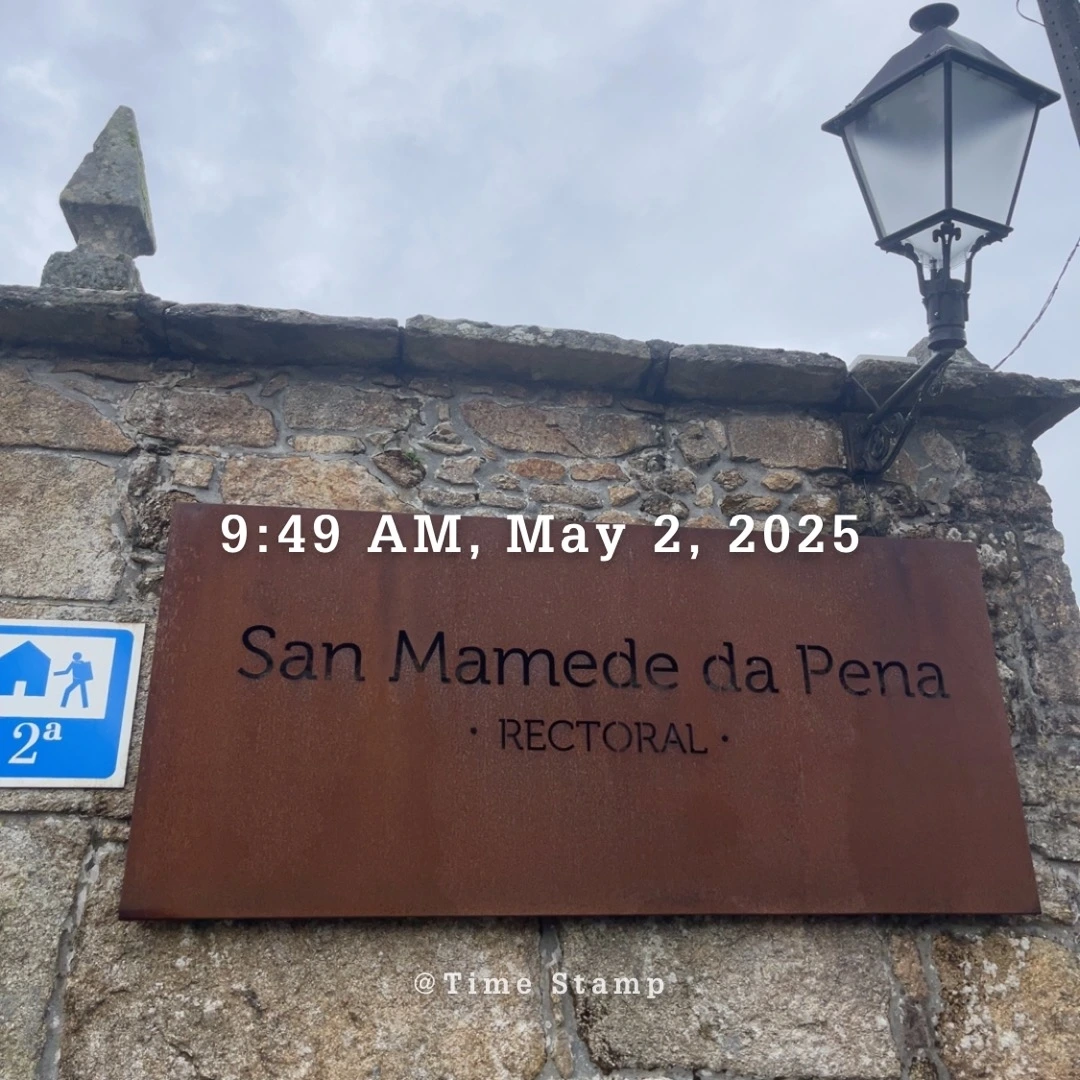 9:49 AM, May 2, 2025
San Mamede da Pena
· RECTORAL ·
2ª
@Time Stamp